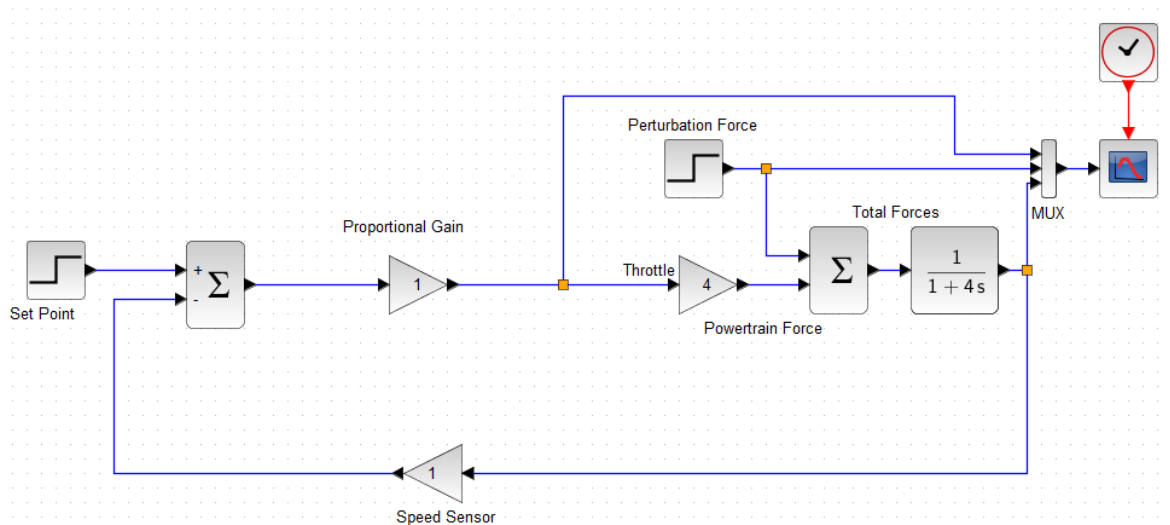 Perturbation Force
MUX
Total Forces
Proportional Gain
Set Point
+
-
Σ
1
Throttle
4
Powertrain Force
Σ
1
1 + 4s
1
Speed Sensor